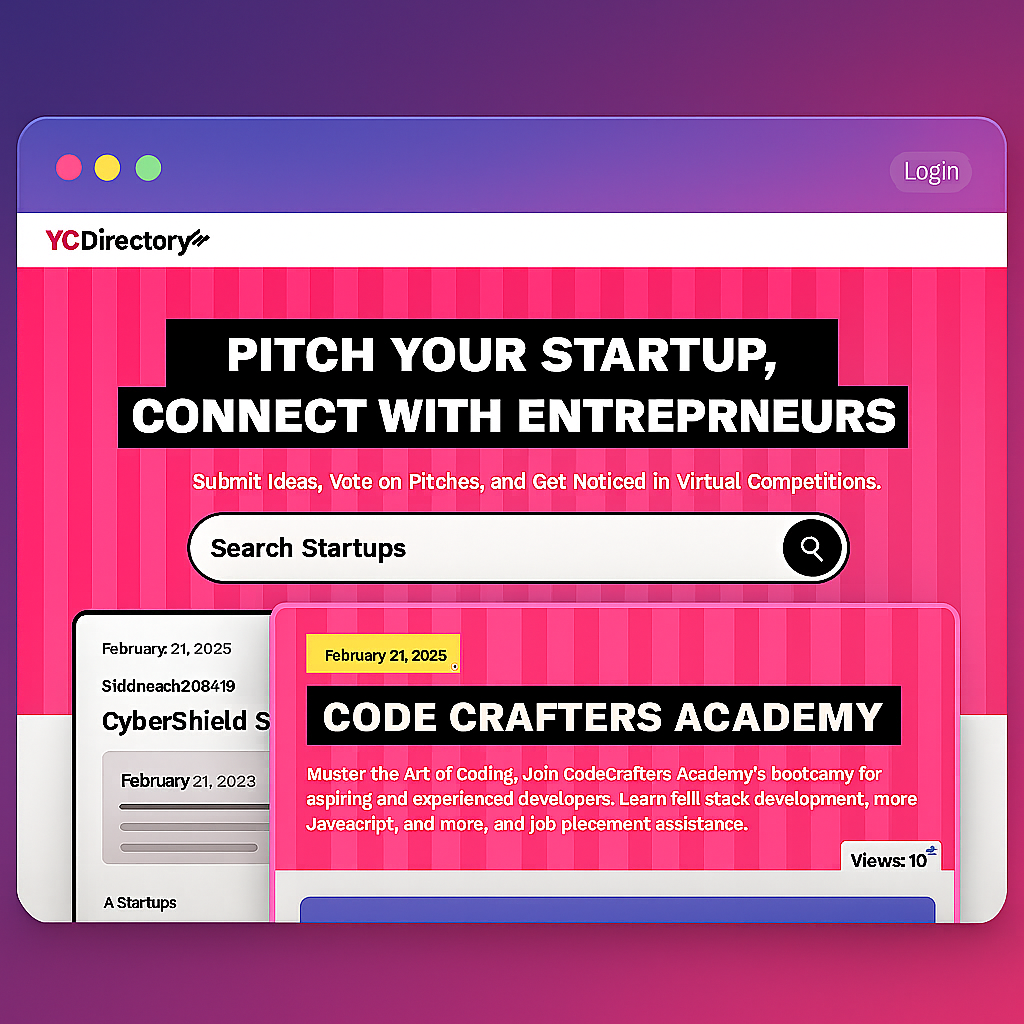 Login
YCDirectory
PITCH YOUR STARTUP,
CONNECT WITH ENTREPRNEURS
Submit Ideas, Vote on Pitches, and Get Noticed in Virtual Competitions.
Search Startups
February: 21, 2025
Siddneach208419
CyberShield S
February 21, 2023
A Startups
February 21, 2025
CODE CRAFTERS ACADEMY
Muster the Art of Coding, Join CodeCrafters Academy's bootcamy for
aspiring and experienced developers. Learn felll stack development, more
Javeacript, and more, and job plecement assistance.
Views: 10